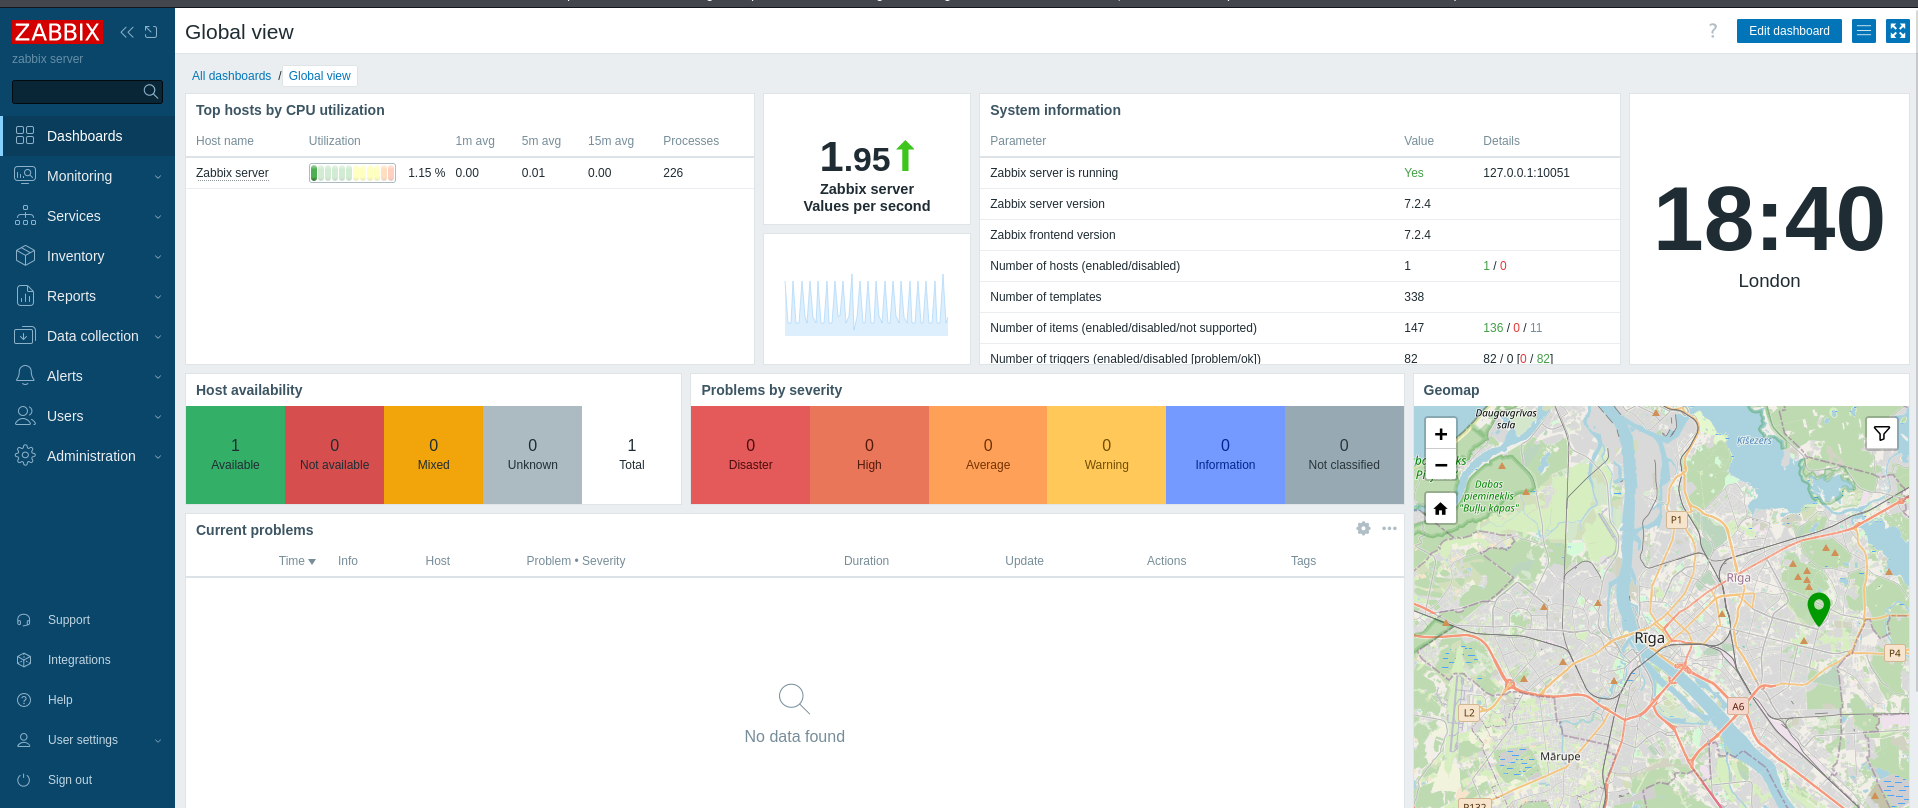 ZABBIX
zabbix server
Dashboards
Monitoring
Services
Inventory
Reports
Data collection
Alerts
Users
Administration
Support
Integrations
Help
User settings
Sign out
Global view
?
Edit dashboard
All dashboards / Global view
Top hosts by CPU utilization
Host name Utilization 1m avg 5m avg 15m avg Processes
Zabbix server 1.15 % 0.00 0.01 0.00 226
1.95
Zabbix server
Values per second
System information
Parameter Value Details
Zabbix server is running Yes 127.0.0.1:10051
Zabbix server version 7.2.4
Zabbix frontend version 7.2.4
Number of hosts (enabled/disabled) 1 1 / 0
Number of templates 338
Number of items (enabled/disabled/not supported) 147 136 / 0 / 11
Number of triggers (enabled/disabled [problem/ok]) 82 82 / 0 [0 / 82]
18:40
London
Host availability
1 0 0 0 1
Available Not available Mixed Unknown Total
Problems by severity
0 0 0 0 0 0
Disaster High Average Warning Information Not classified
Current problems
Time Info Host Problem • Severity Duration Update Actions Tags
No data found
Geomap
+
−
Daugavgrīvas
sala
Ķīšezers
Dabas
piemineklis
"Buļļu kāpas"
P1
Rīga
Rīga
P4
A6
L2
Mārupe
P132